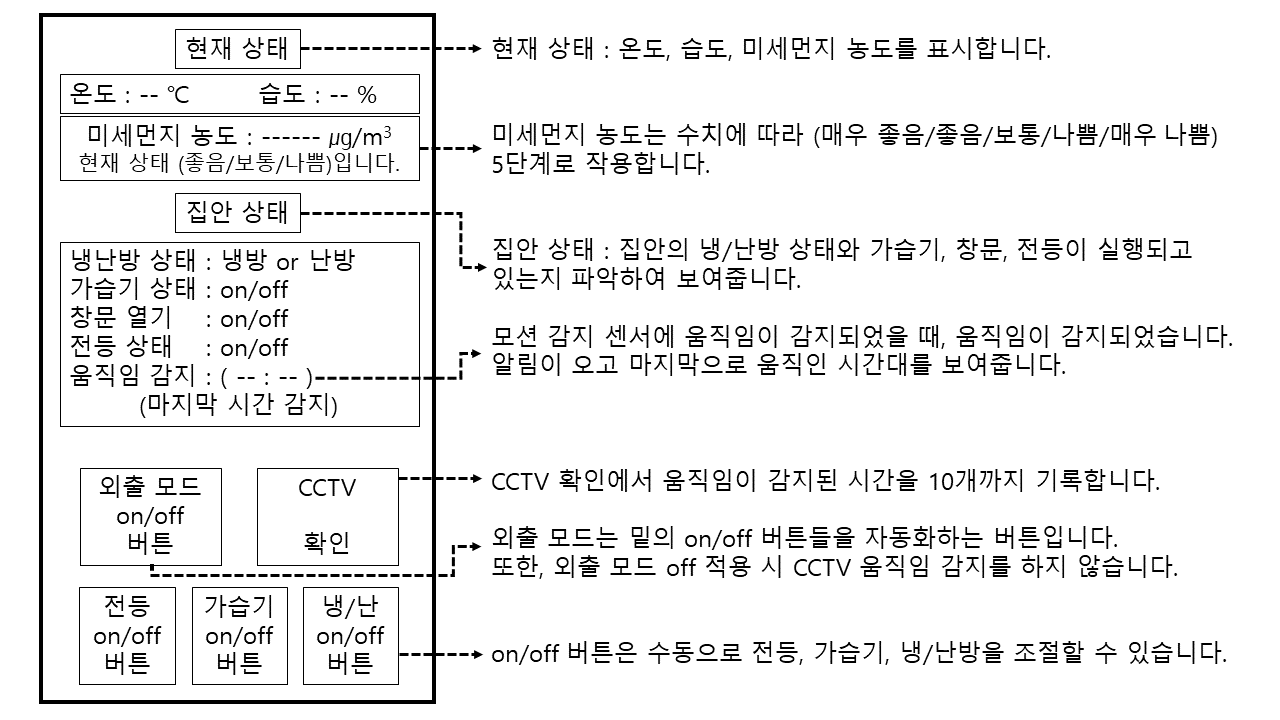 현재 상태
온도 : -- ℃ 습도 : -- %
미세먼지 농도 : ------ μg/m³
현재 상태 (좋음/보통/나쁨)입니다.
집안 상태
냉난방 상태 : 냉방 or 난방
가습기 상태 : on/off
창문 열기 : on/off
전등 상태 : on/off
움직임 감지 : ( -- : -- )
(마지막 시간 감지)
외출 모드
on/off
버튼
CCTV
확인
전등
on/off
버튼
가습기
on/off
버튼
냉/난
on/off
버튼
현재 상태 : 온도, 습도, 미세먼지 농도를 표시합니다.
미세먼지 농도는 수치에 따라 (매우 좋음/좋음/보통/나쁨/매우 나쁨)
5단계로 작용합니다.
집안 상태 : 집안의 냉/난방 상태와 가습기, 창문, 전등이 실행되고
있는지 파악하여 보여줍니다.
모션 감지 센서에 움직임이 감지되었을 때, 움직임이 감지되었습니다.
알림이 오고 마지막으로 움직인 시간대를 보여줍니다.
CCTV 확인에서 움직임이 감지된 시간을 10개까지 기록합니다.
외출 모드는 밑의 on/off 버튼들을 자동화하는 버튼입니다.
또한, 외출 모드 off 적용 시 CCTV 움직임 감지를 하지 않습니다.
on/off 버튼은 수동으로 전등, 가습기, 냉/난방을 조절할 수 있습니다.